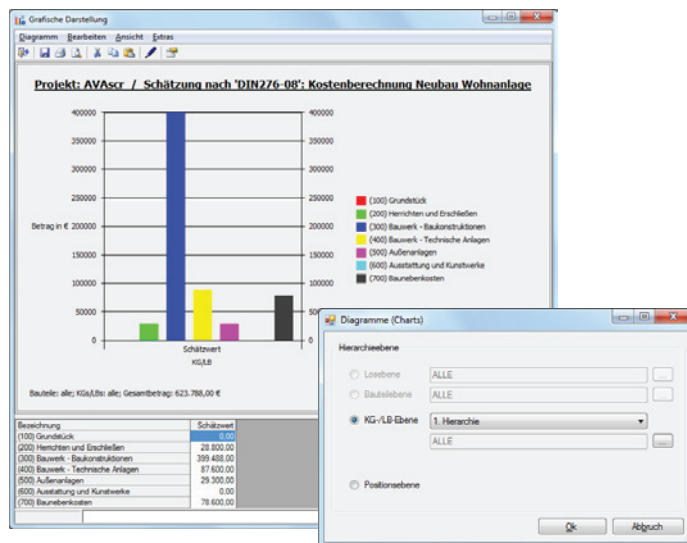 Grafische Darstellung
Diagramm Bearbeiten Ansicht Extras
Projekt: AVAscr / Schätzung nach 'DIN276-08': Kostenberechnung Neubau Wohnanlage
400000 400000
350000 350000
300000 300000
250000 250000
Betrag in € 200000 200000
150000 150000
100000 100000
50000 500
0
Schätzwert
KG/LB
(100) Grundstück
(200) Herrichten und Erschließen
(300) Bauwerk - Baukonstruktionen
(400) Bauwerk - Technische Anlagen
(500) Außenanlagen
(600) Ausstattung und Kunstwerke
(700) Baunebenkosten
Bauteile: alle; KGs/LBs: alle; Gesamtbetrag: 623.788,00 €
Bezeichnung Schätzwert
(100) Grundstück 0,00
(200) Herrichten und Erschließen 28.800,00
(300) Bauwerk - Baukonstruktionen 399.488,00
(400) Bauwerk - Technische Anlagen 87.600,00
(500) Außenanlagen 29.300,00
(600) Ausstattung und Kunstwerke 0,00
(700) Baunebenkosten 78.600,00
Diagramme (Charts)
Hierarchieebene
Losebene ALLE ...
Bauteilebene ALLE ...
KG-/LB-Ebene 1. Hierarchie
ALLE ...
Positionsebene
Ok Abbruch